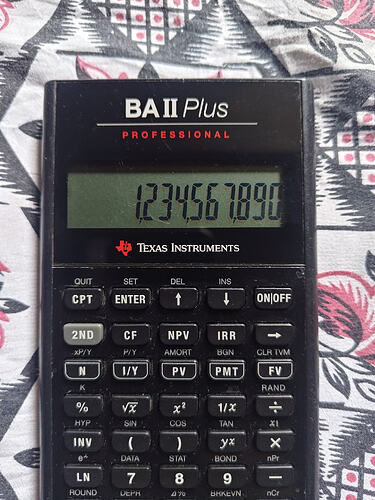 BA II Plus
PROFESSIONAL
1,234,567,890
TEXAS INSTRUMENTS
QUIT SET DEL INS
CPT ENTER ↑ ↓ ON|OFF
2ND CF NPV IRR →
xP/Y P/Y AMORT BGN CLR TVM
N I/Y PV PMT FV
K RAND
% √x x² 1/x ÷
HYP SIN COS TAN x!
INV ( ) yˣ ×
eˣ DATA STAT BOND nPr
LN 7 8 9 −
ROUND DEPR Δ% BRKEVN nCr